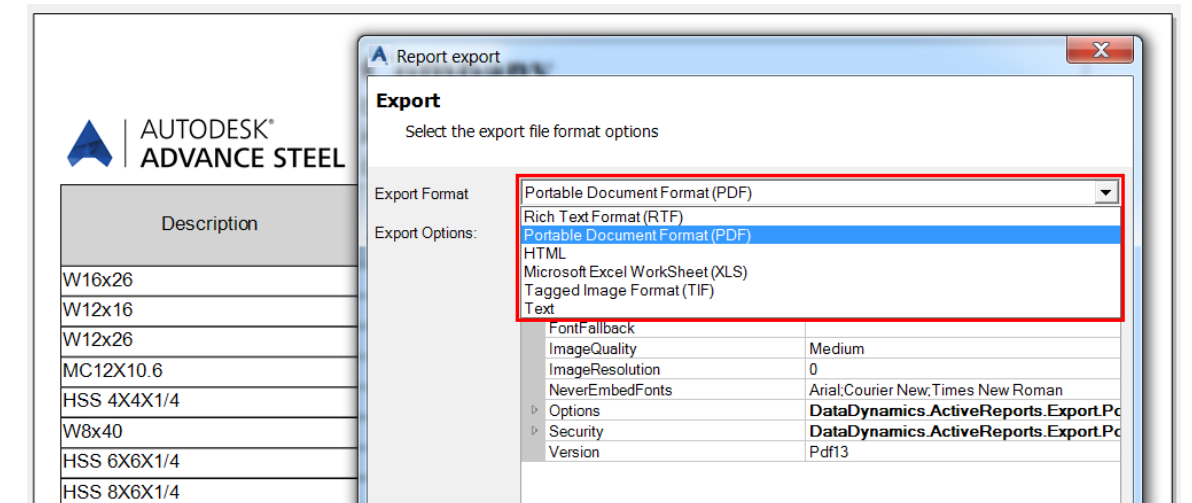 Report export
X
Export
Select the export file format options
AUTODESK®
ADVANCE STEEL
Export Format
Portable Document Format (PDF)
Description
Export Options:
Rich Text Format (RTF)
Portable Document Format (PDF)
HTML
Microsoft Excel WorkSheet (XLS)
Tagged Image Format (TIF)
Text
W16x26
W12x16
W12x26
MC12X10.6
HSS 4X4X1/4
W8x40
HSS 6X6X1/4
HSS 8X6X1/4
FontFallback
ImageQuality Medium
ImageResolution 0
NeverEmbedFonts Arial;Courier New;Times New Roman
Options DataDynamics.ActiveReports.Export.Pd
Security DataDynamics.ActiveReports.Export.Pd
Version Pdf13